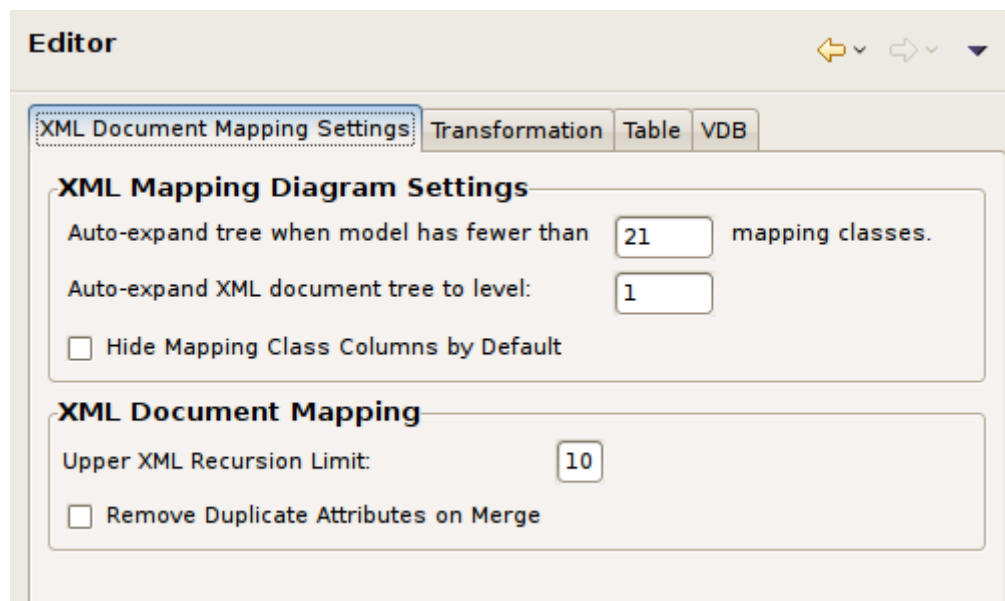 Editor
XML Document Mapping Settings Transformation Table VDB
XML Mapping Diagram Settings
Auto-expand tree when model has fewer than 21 mapping classes.
Auto-expand XML document tree to level: 1
Hide Mapping Class Columns by Default
XML Document Mapping
Upper XML Recursion Limit: 10
Remove Duplicate Attributes on Merge